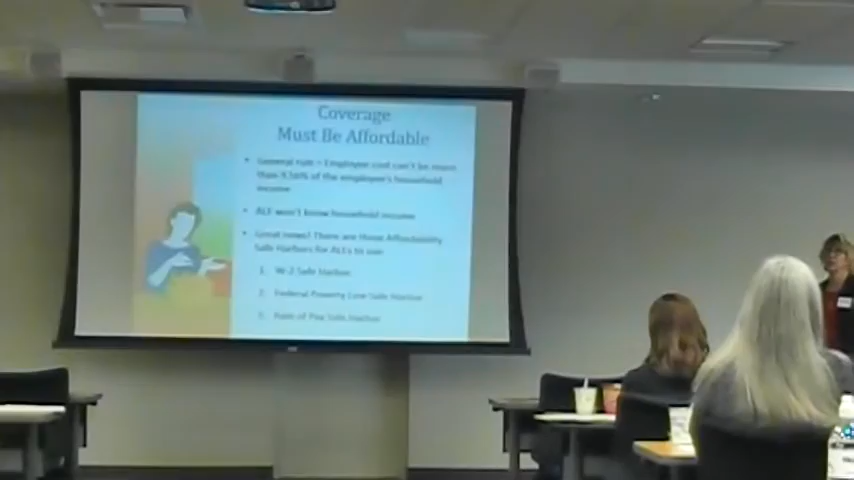 Coverage
Must Be Affordable
• General rule – Employee cost can't be more
than 9.56% of the employee's household
income
• ALE won't know household income
• Great news! There are three Affordability
Safe Harbors for ALEs to use
1. W-2 Safe Harbor
2. Federal Poverty Line Safe Harbor
3. Rate of Pay Safe Harbor